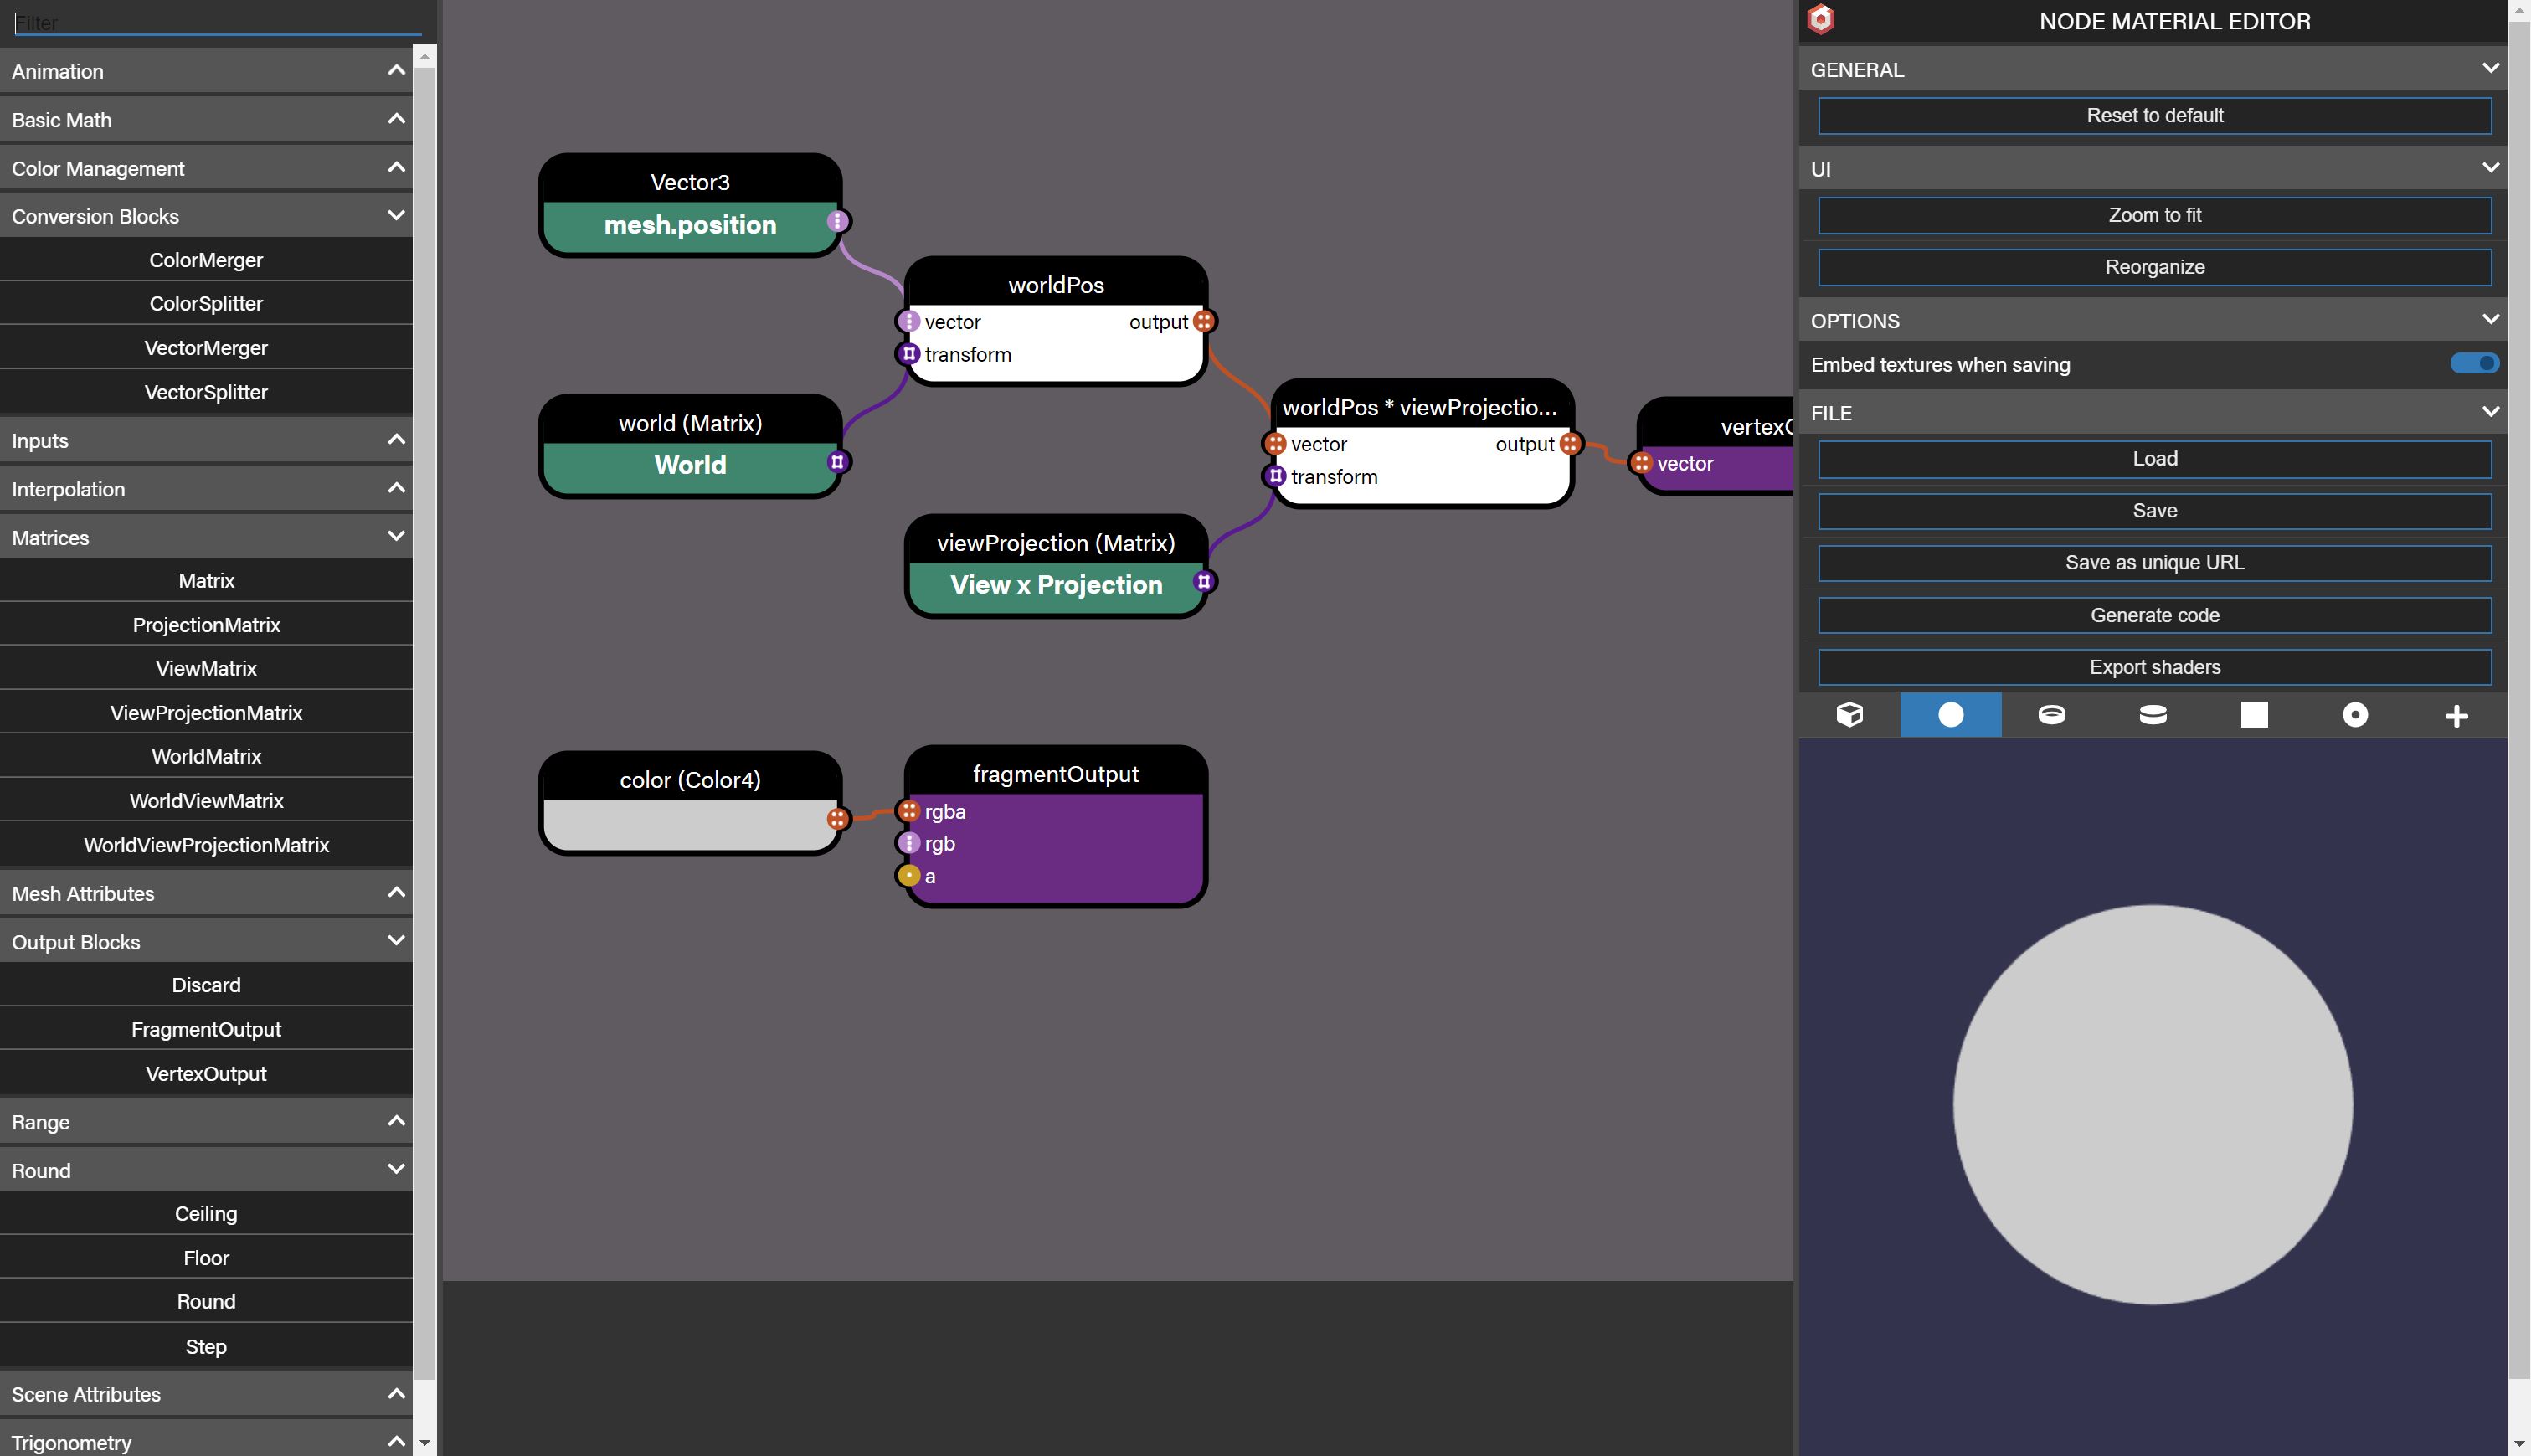 Filter
Animation
Basic Math
Color Management
Conversion Blocks
ColorMerger
ColorSplitter
VectorMerger
VectorSplitter
Inputs
Interpolation
Matrices
Matrix
ProjectionMatrix
ViewMatrix
ViewProjectionMatrix
WorldMatrix
WorldViewMatrix
WorldViewProjectionMatrix
Mesh Attributes
Output Blocks
Discard
FragmentOutput
VertexOutput
Range
Round
Ceiling
Floor
Round
Step
Scene Attributes
Trigonometry
Vector3
mesh.position
worldPos
vector output
transform
world (Matrix)
World
worldPos * viewProjectio...
vector output
transform
viewProjection (Matrix)
View x Projection
vertexO
vector
color (Color4)
fragmentOutput
rgba
rgb
a
NODE MATERIAL EDITOR
GENERAL
Reset to default
UI
Zoom to fit
Reorganize
OPTIONS
Embed textures when saving
FILE
Load
Save
Save as unique URL
Generate code
Export shaders